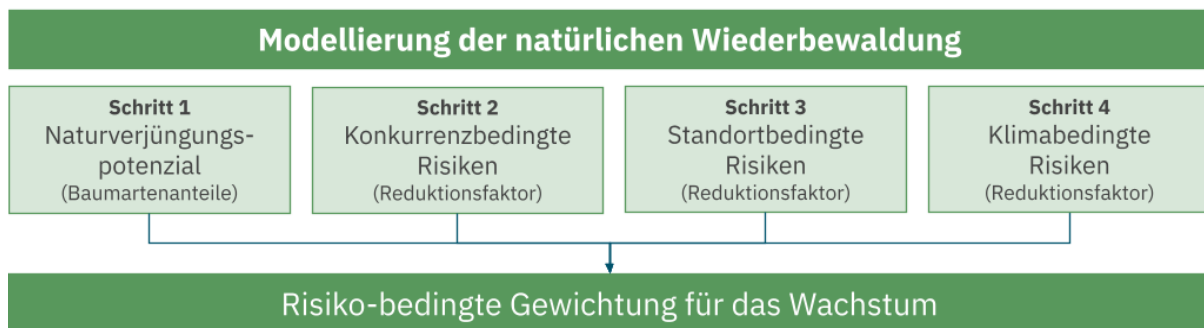 Modellierung der natürlichen Wiederbewaldung
Schritt 1
Naturverjüngungs-
potenzial
(Baumartenanteile)
Schritt 2
Konkurrenzbedingte
Risiken
(Reduktionsfaktor)
Schritt 3
Standortbedingte
Risiken
(Reduktionsfaktor)
Schritt 4
Klimabedingte
Risiken
(Reduktionsfaktor)
Risiko-bedingte Gewichtung für das Wachstum